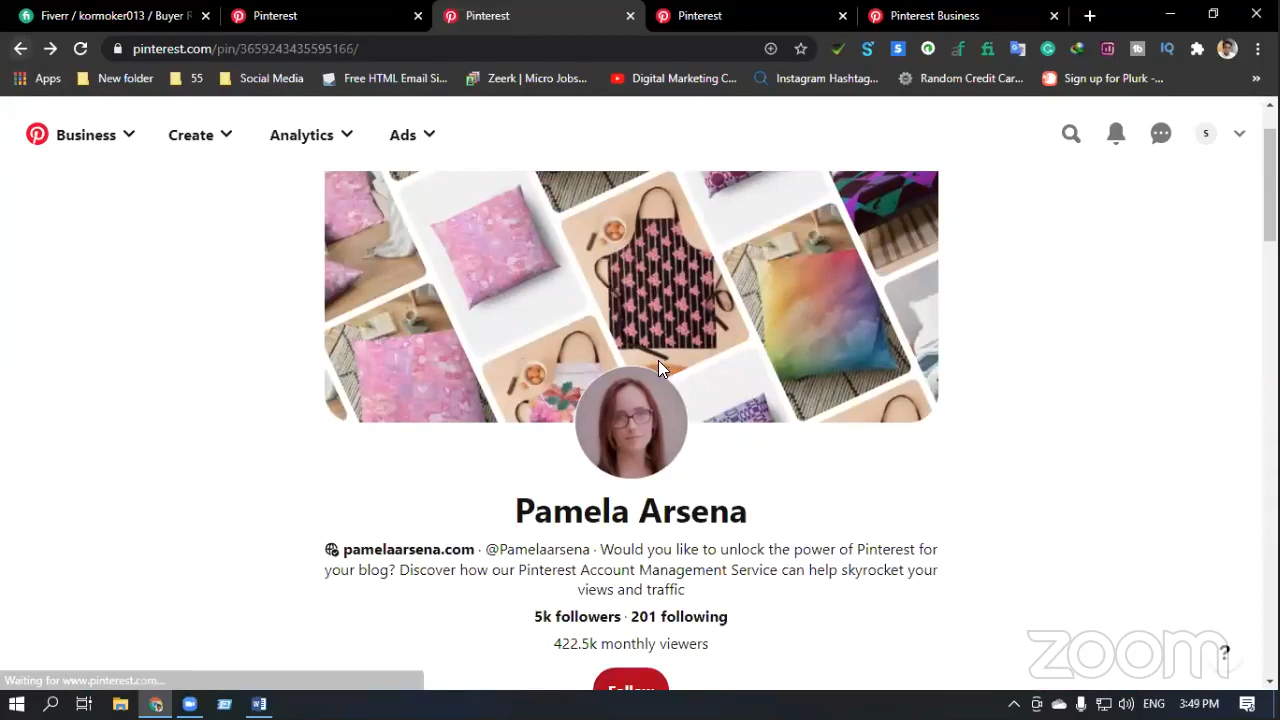 Fiverr / kormoker013 / Buyer R
Pinterest
Pinterest
Pinterest
Pinterest Business
pinterest.com/pin/3659243435595166/
Apps
New folder
55
Social Media
Free HTML Email Si...
Zeerk | Micro Jobs...
Digital Marketing C...
Instagram Hashtag...
Random Credit Car...
Sign up for Plurk -...
Business
Create
Analytics
Ads
S
Pamela Arsena
pamelaarsena.com · @Pamelaarsena · Would you like to unlock the power of Pinterest for
your blog? Discover how our Pinterest Account Management Service can help skyrocket your
views and traffic
5k followers · 201 following
422.5k monthly viewers
Follow
zoom
?
Waiting for www.pinterest.com...
ENG
3:49 PM